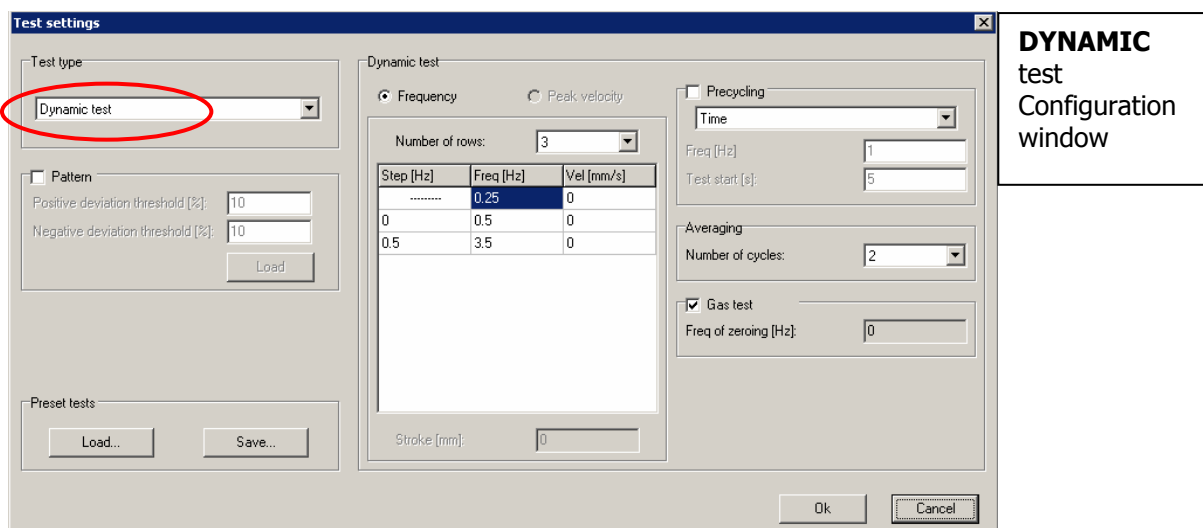 Test settings
Test type
Dynamic test
Pattern
Positive deviation threshold [%]: 10
Negative deviation threshold [%]: 10
Load
Preset tests
Load...
Save...
Dynamic test
Frequency
Peak velocity
Number of rows: 3
Step [Hz] Freq [Hz] Vel [mm/s]
--------- 0.25 0
0 0.5 0
0.5 3.5 0
Stroke [mm]: 0
Precycling
Time
Freq [Hz] 1
Test start [s]: 5
Averaging
Number of cycles: 2
Gas test
Freq of zeroing [Hz]: 0
Ok
Cancel
DYNAMIC
test
Configuration
window